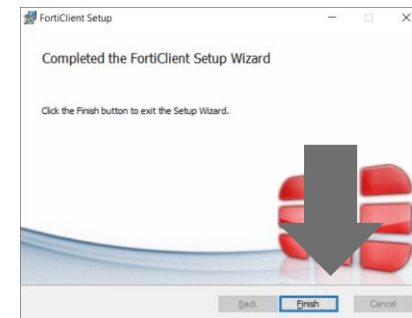 FortiClient Setup
Completed the FortiClient Setup Wizard
Click the Finish button to exit the Setup Wizard.
Back
Finish
Cancel